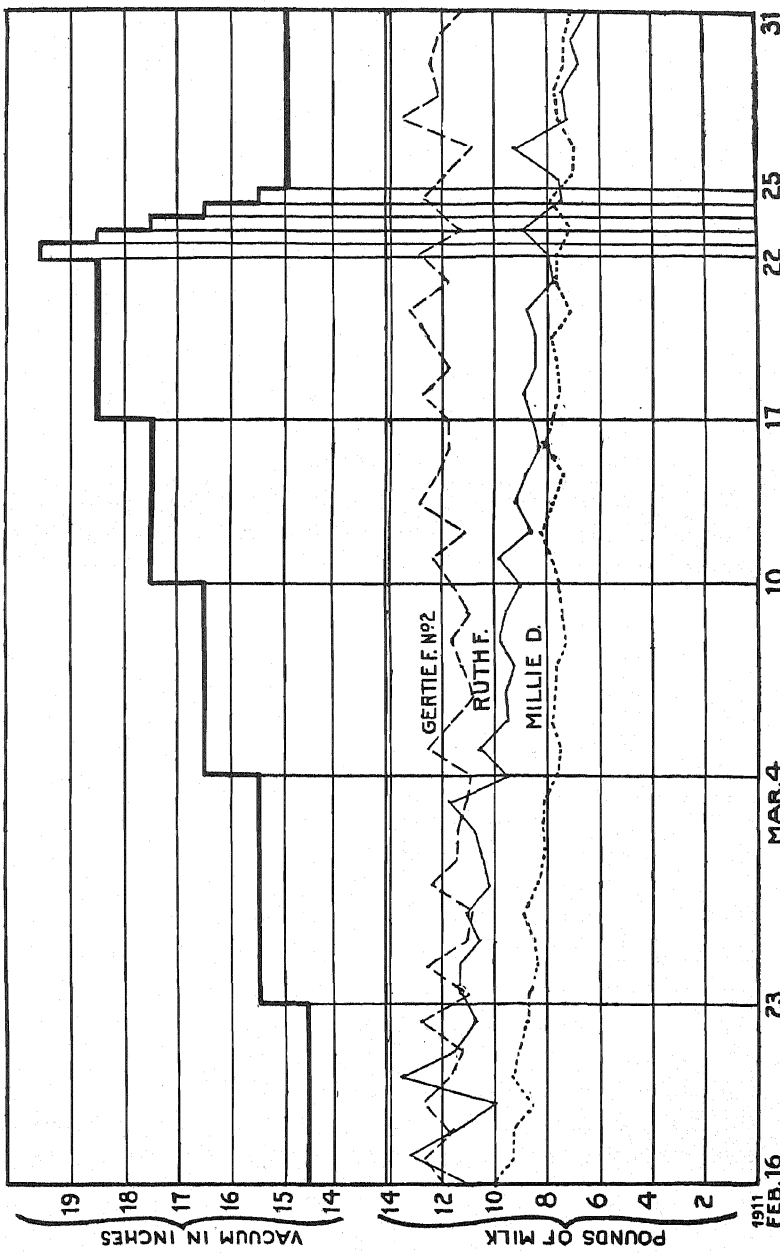 VACUUM IN INCHES
19
18
17
16
15
14
POUNDS OF MILK
14
12
10
8
6
4
2
GERTIE F. Nº2
RUTH F.
MILLIE D.
1911
FEB. 16 23 MAR. 4 10 17 22 25 31